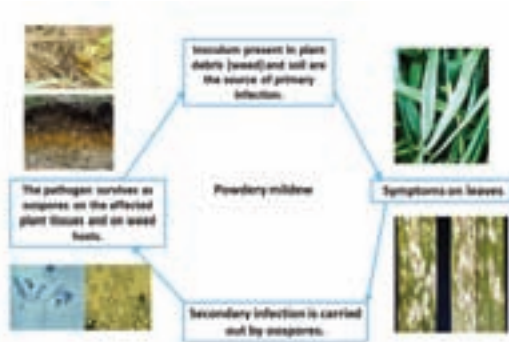 Inoculum present in plant
debris (weed) and soil are
the source of primary
infection.
Powdery mildew
The pathogen survives as
oospores on the affected
plant tissues and on weed
hosts.
Symptoms on leaves.
Secondary infection is carried
out by oospores.